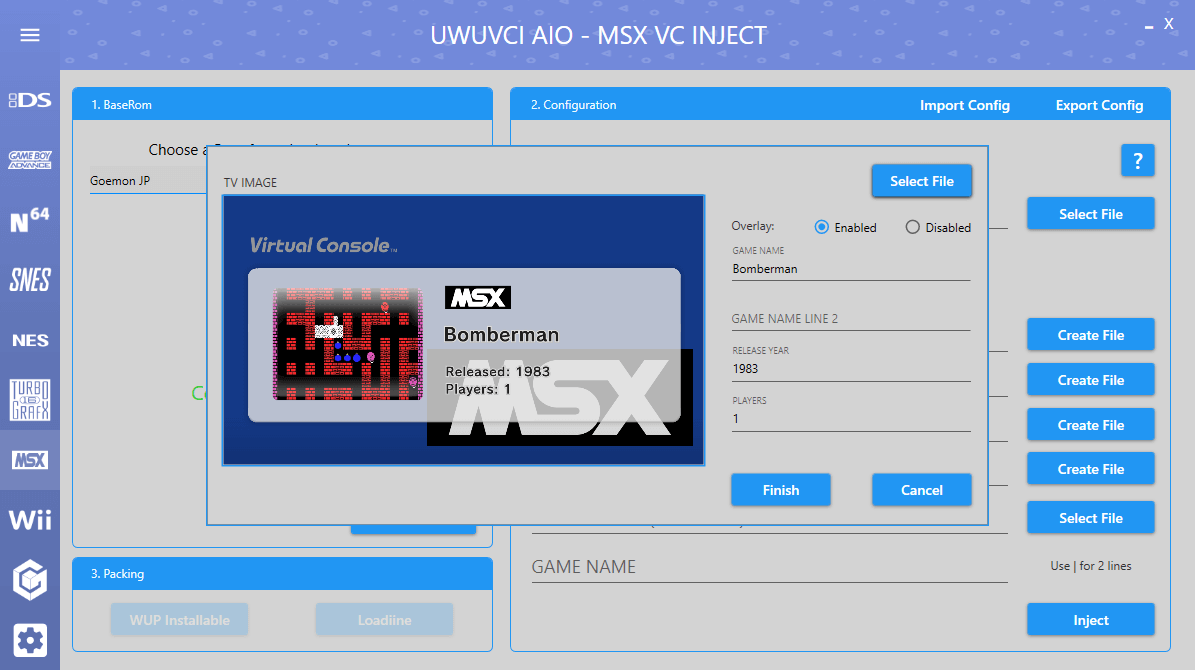 UWUVCI AIO - MSX VC INJECT
X
DS
GAME BOY ADVANCE
N64
SNES
NES
TURBO GRAFX
MSX
Wii
1. BaseRom
Choose a
Goemon JP
2. Configuration
Import Config
Export Config
?
Select File
Create File
Create File
Create File
Create File
Select File
GAME NAME
Use | for 2 lines
Inject
TV IMAGE
Select File
Virtual Console™
MSX
Bomberman
Released: 1983
Players: 1
MSX
Overlay:
Enabled
Disabled
GAME NAME
Bomberman
GAME NAME LINE 2
RELEASE YEAR
1983
PLAYERS
1
Finish
Cancel
3. Packing
WUP Installable
Loadiine